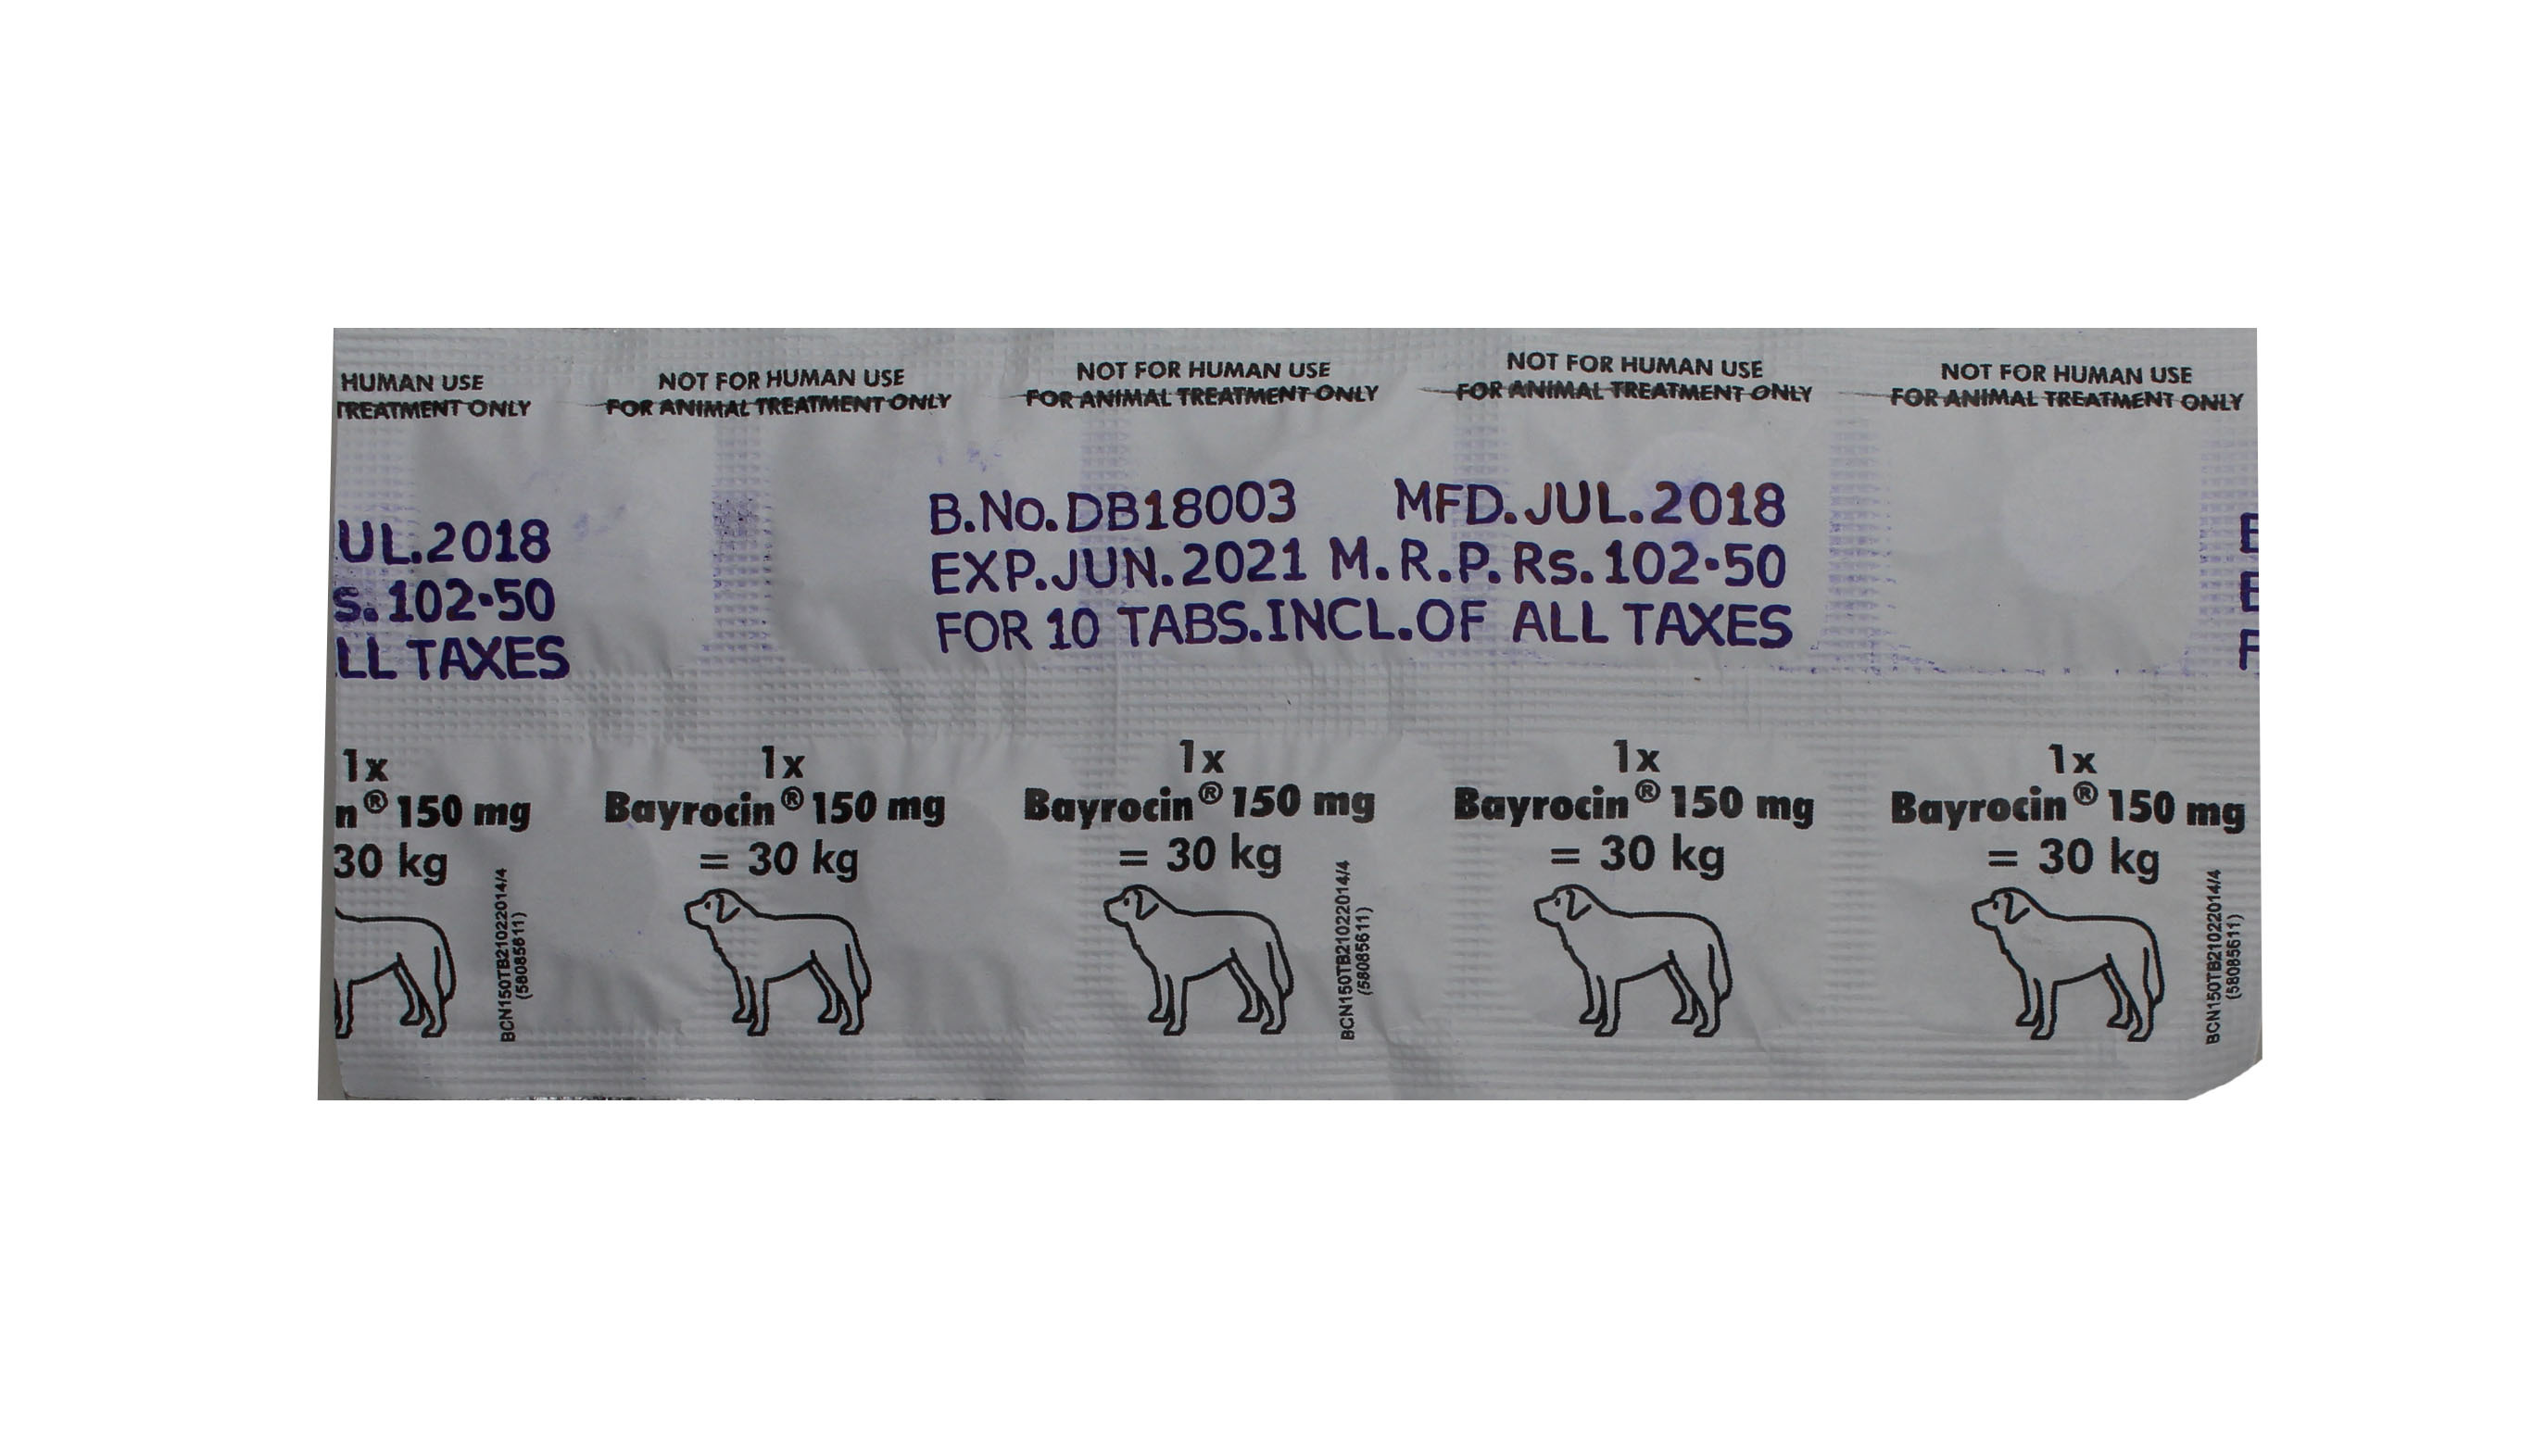 HUMAN USE
TREATMENT ONLY
NOT FOR HUMAN USE
FOR ANIMAL TREATMENT ONLY
NOT FOR HUMAN USE
FOR ANIMAL TREATMENT ONLY
NOT FOR HUMAN USE
FOR ANIMAL TREATMENT ONLY
NOT FOR HUMAN USE
FOR ANIMAL TREATMENT ONLY
UL.2018
S. 102·50
LL TAXES
B.No.DB18003 MFD.JUL.2018
EXP.JUN.2021 M.R.P.Rs.102·50
FOR 10 TABS.INCL.OF ALL TAXES
1x
n® 150 mg
30 kg
BCN150TB21022014/4
(58085611)
1x
Bayrocin® 150 mg
= 30 kg
1x
Bayrocin® 150 mg
= 30 kg
BCN150TB21022014/4
(58085611)
1x
Bayrocin® 150 mg
= 30 kg
1x
Bayrocin® 150 mg
= 30 kg
BCN150TB21022014/4
(58085611)